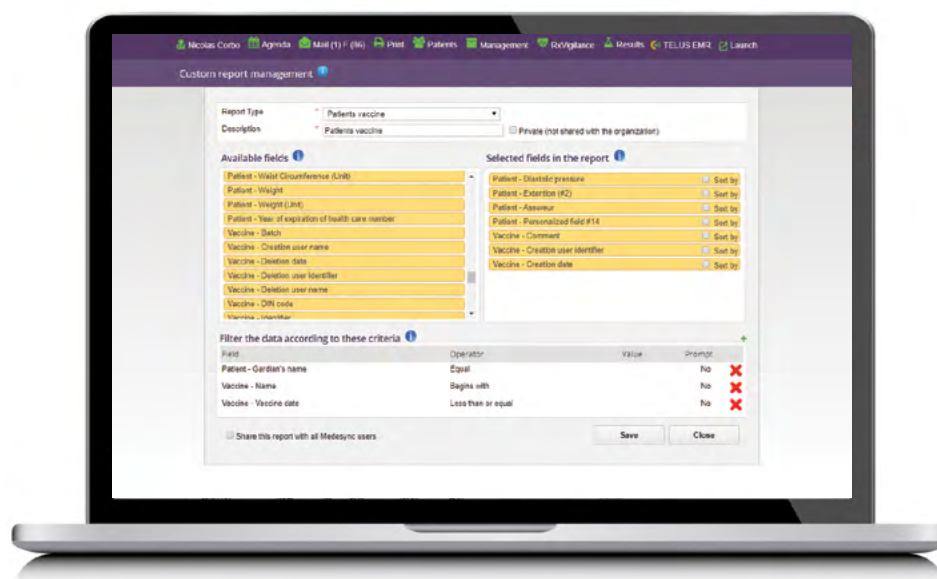 Nicolas Corbo Agenda Mail (1) F (86) Print Patients Management RxVigilance Results TELUS EMR Launch
Custom report management
Report Type * Patients vaccine
Description * Patients vaccine Private (not shared with the organization)
Available fields
Patient - Waist Circumference (Unit)
Patient - Weight
Patient - Weight (Unit)
Patient - Year of expiration of health care number
Vaccine - Batch
Vaccine - Creation user name
Vaccine - Deletion date
Vaccine - Deletion user identifier
Vaccine - Deletion user name
Vaccine - DIN code
Vaccine - Identifier
Selected fields in the report
Patient - Diastolic pressure Sort by
Patient - Extention (#2) Sort by
Patient - Assureur Sort by
Patient - Personalized field #14 Sort by
Vaccine - Comment Sort by
Vaccine - Creation user identifier Sort by
Vaccine - Creation date Sort by
Filter the data according to these criteria
Field Operator Value Prompt
Patient - Gardian's name Equal No
Vaccine - Name Begins with No
Vaccine - Vaccine date Less than or equal No
Share this report with all Medesync users Save Close